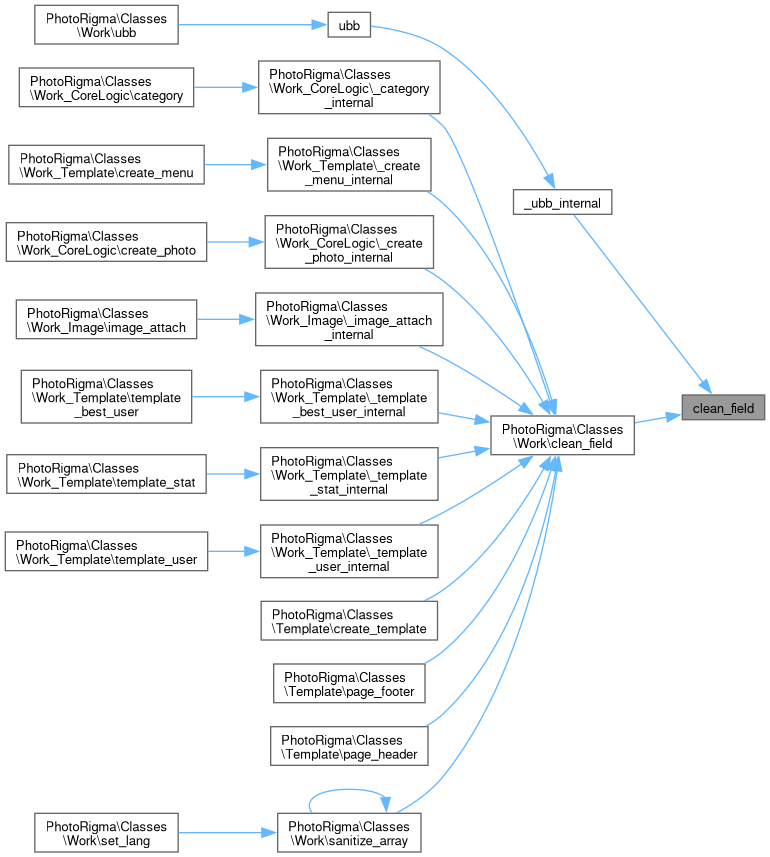 PhotoRigma\Classes
\Work\ubb
ubb
PhotoRigma\Classes
\Work_CoreLogic\category
PhotoRigma\Classes
\Work_CoreLogic\_category
_internal
PhotoRigma\Classes
\Work_Template\create_menu
PhotoRigma\Classes
\Work_Template\_create
_menu_internal
_ubb_internal
PhotoRigma\Classes
\Work_CoreLogic\create_photo
PhotoRigma\Classes
\Work_CoreLogic\_create
_photo_internal
PhotoRigma\Classes
\Work_Image\image_attach
PhotoRigma\Classes
\Work_Image\_image_attach
_internal
PhotoRigma\Classes
\Work_Template\template
_best_user
PhotoRigma\Classes
\Work_Template\_template
_best_user_internal
clean_field
PhotoRigma\Classes
\Work\clean_field
PhotoRigma\Classes
\Work_Template\template_stat
PhotoRigma\Classes
\Work_Template\_template
_stat_internal
PhotoRigma\Classes
\Work_Template\template_user
PhotoRigma\Classes
\Work_Template\_template
_user_internal
PhotoRigma\Classes
\Template\create_template
PhotoRigma\Classes
\Template\page_footer
PhotoRigma\Classes
\Template\page_header
PhotoRigma\Classes
\Work\set_lang
PhotoRigma\Classes
\Work\sanitize_array